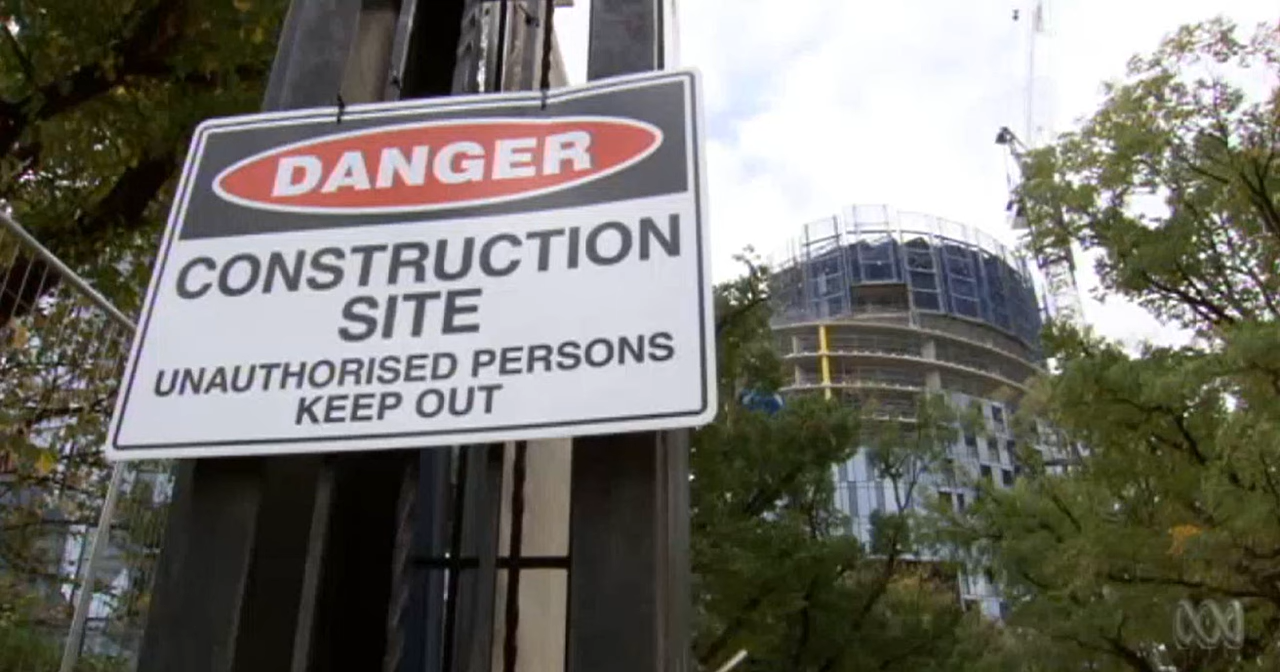 DANGER
CONSTRUCTION
SITE
UNAUTHORISED PERSONS
KEEP OUT